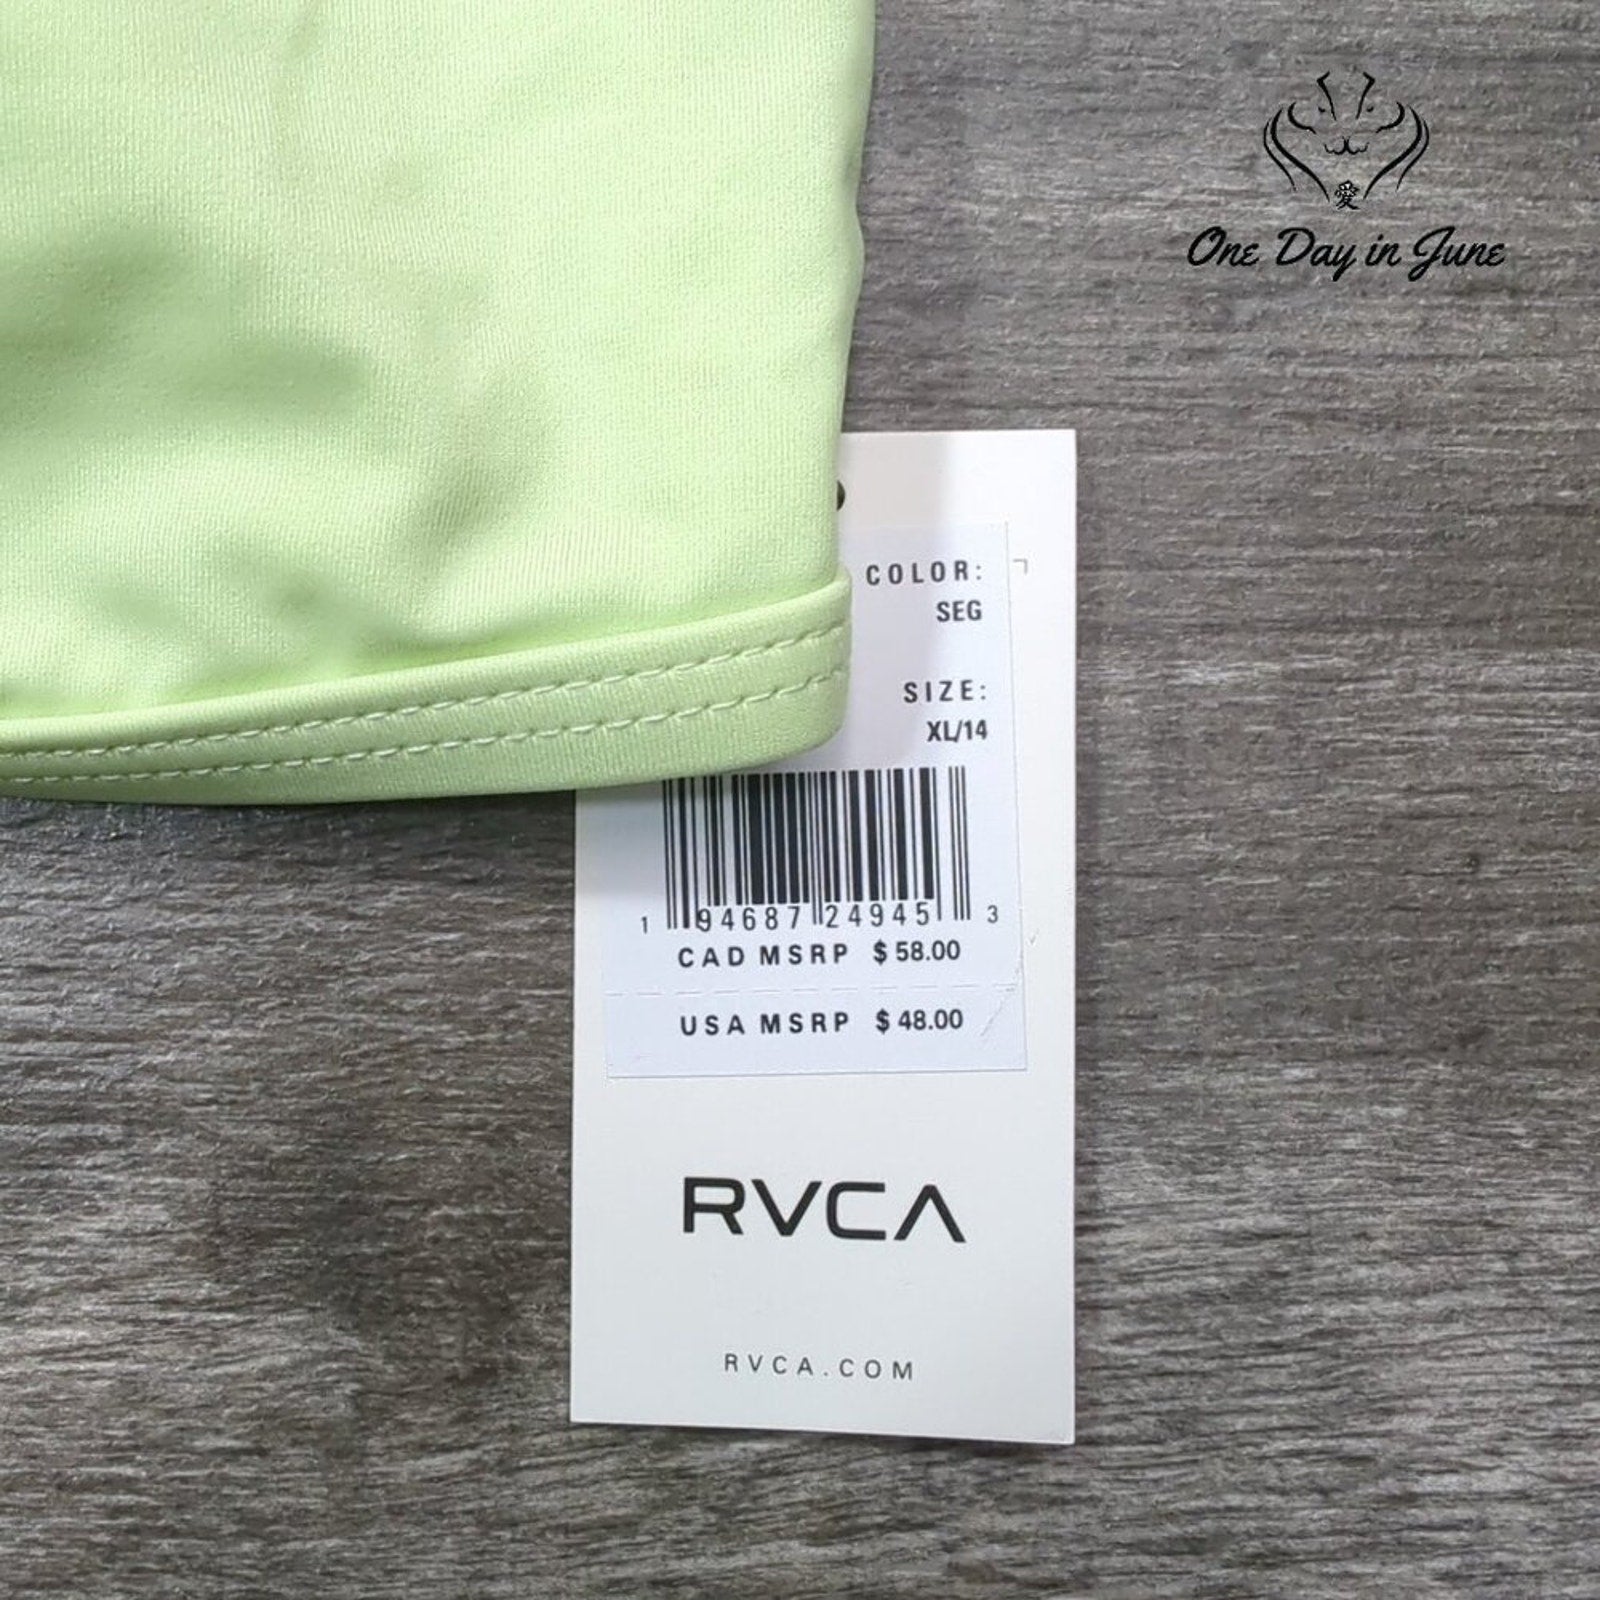 愛
One Day in June
COLOR:
SEG
SIZE:
XL/14
1 94687 24945 3
CAD MSRP $ 58.00
USA MSRP $ 48.00
RVCA
RVCA.COM